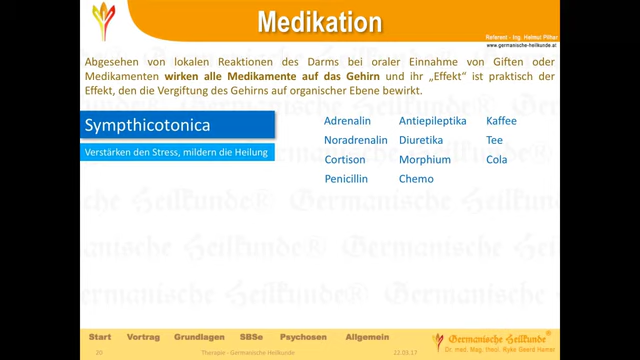 Medikation
Referent - Ing. Helmut Pilhar
www.germanische-heilkunde.at
Abgesehen von lokalen Reaktionen des Darms bei oraler Einnahme von Giften oder
Medikamenten wirken alle Medikamente auf das Gehirn und ihr „Effekt“ ist praktisch der
Effekt, den die Vergiftung des Gehirns auf organischer Ebene bewirkt.
Sympthicotonica
Verstärken den Stress, mildern die Heilung
Adrenalin Antiepileptika Kaffee
Noradrenalin Diuretika Tee
Cortison Morphium Cola
Penicillin Chemo
Germanische Heilkunde®
Start Vortrag Grundlagen SBSe Psychosen Allgemein
20 Therapie - Germanische Heilkunde 22.03.17
Germanische Heilkunde®
Dr. med. Mag. theol. Ryke Geerd Hamer